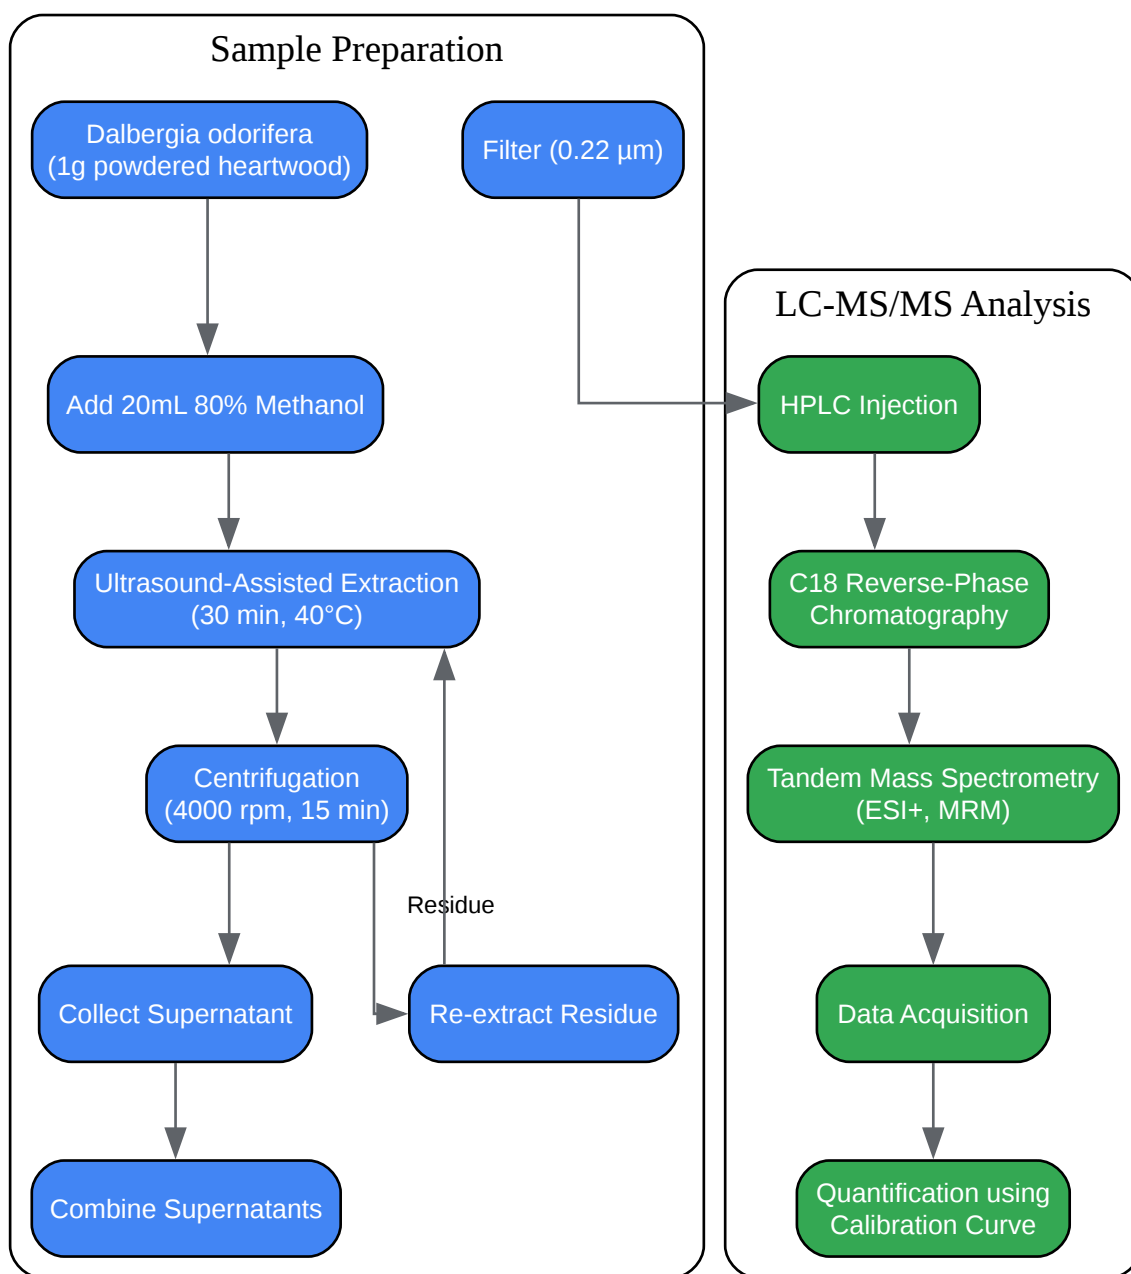 Sample Preparation
Dalbergia odorifera
(1g powdered heartwood)
Filter (0.22 µm)
Add 20mL 80% Methanol
Ultrasound-Assisted Extraction
(30 min, 40°C)
Centrifugation
(4000 rpm, 15 min)
Residue
Collect Supernatant
Re-extract Residue
Combine Supernatants
LC-MS/MS Analysis
HPLC Injection
C18 Reverse-Phase
Chromatography
Tandem Mass Spectrometry
(ESI+, MRM)
Data Acquisition
Quantification using
Calibration Curve